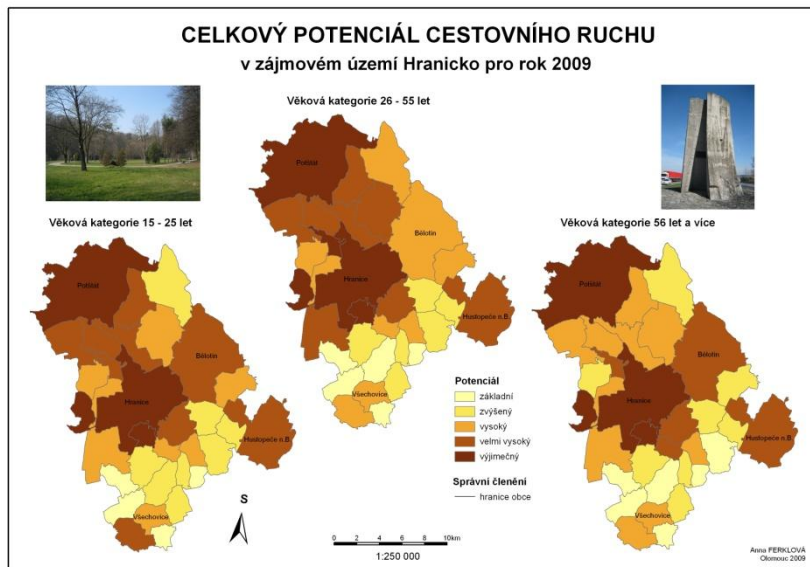 CELKOVÝ POTENCIÁL CESTOVNÍHO RUCHU
v zájmovém území Hranicko pro rok 2009
Věková kategorie 26 - 55 let
Potštát
Bělotín
Hranice
Hustopeče n.B
Všechovice
Věková kategorie 15 - 25 let
Potštát
Bělotín
Hranice
Hustopeče n.B
Všechovice
Věková kategorie 56 let a více
Potštát
Bělotín
Hranice
Hustopeče n.B
Všechovice
Potenciál
základní
zvýšený
vysoký
velmi vysoký
výjimečný
Správní členění
hranice obce
S
0 2 4 6 8 10km
1:250 000
Anna FERKLOVÁ
Olomouc 2009